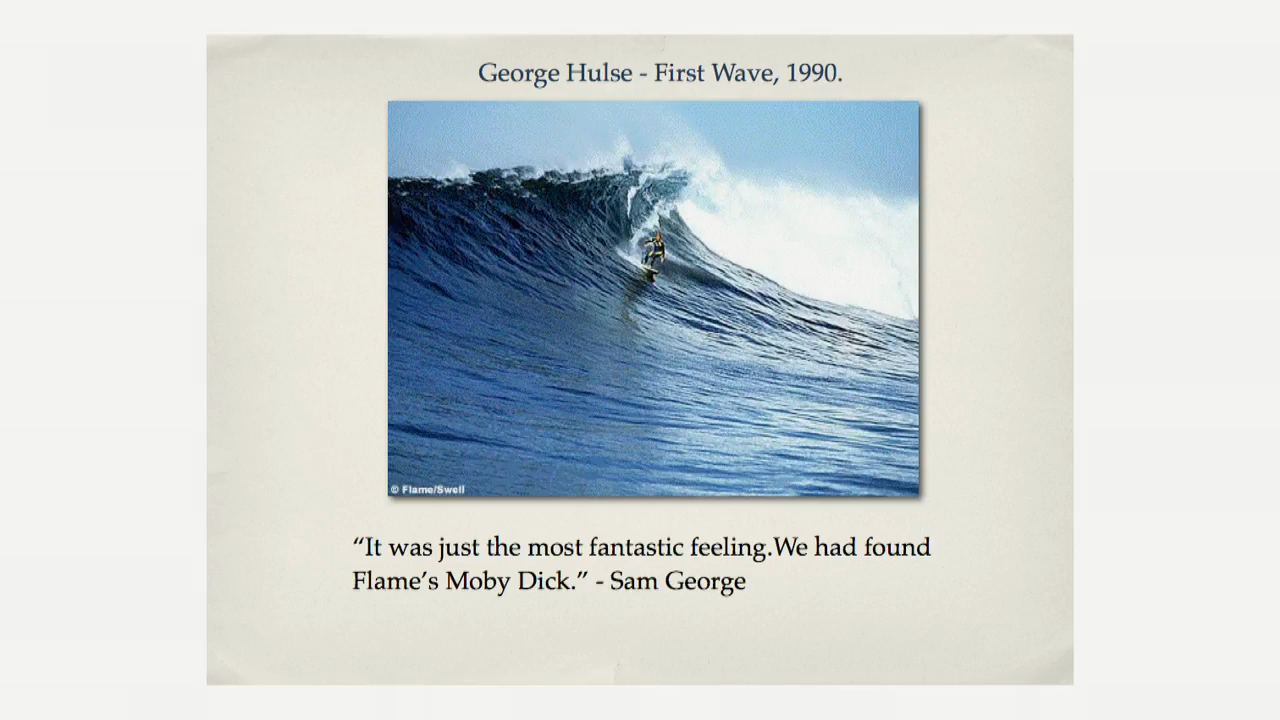 George Hulse - First Wave, 1990.
© Flame/Swell
“It was just the most fantastic feeling.We had found
Flame’s Moby Dick.” - Sam George